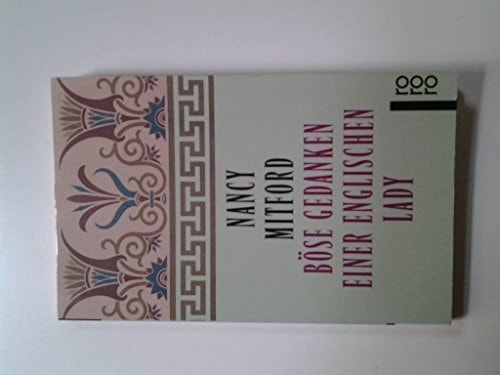 NANCY
MITFORD
BÖSE GEDANKEN
EINER ENGLISCHEN
LADY
rororo